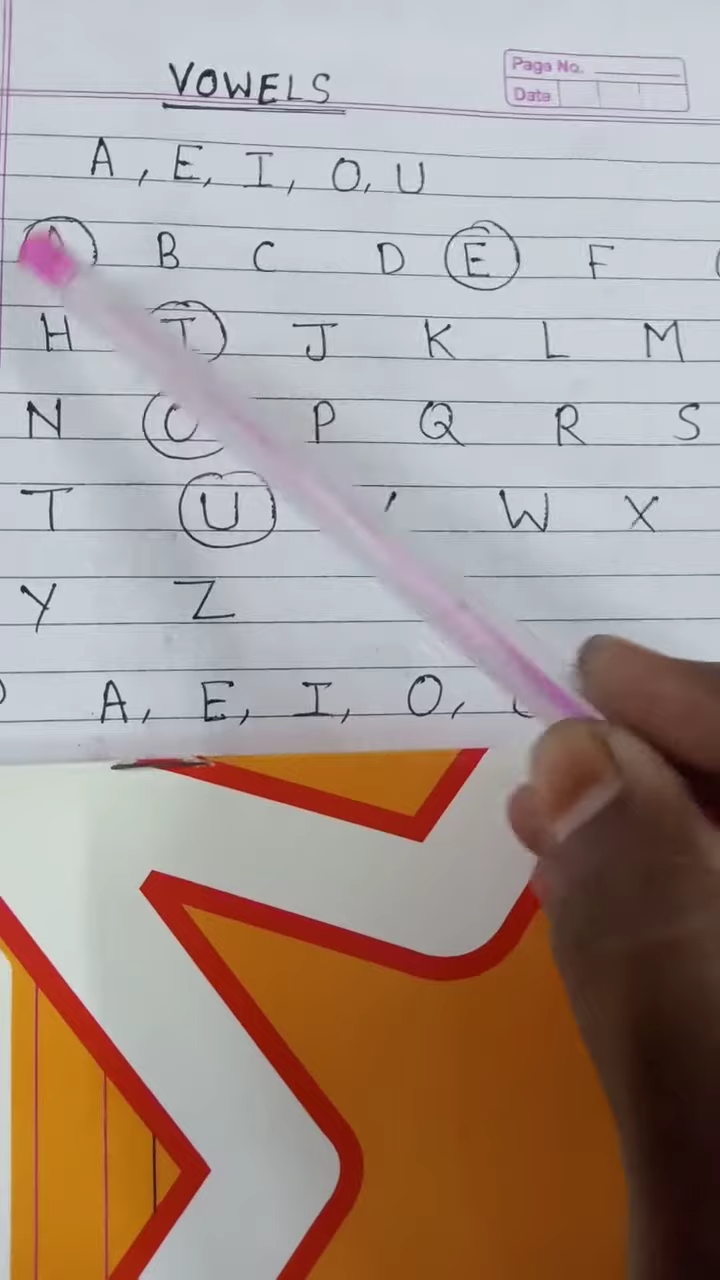 VOWELS
Page No.
Date
A, E, I, O, U
A B C D E F
H I J K L M
N O P Q R S
T U W X
Y Z
A, E, I, O,